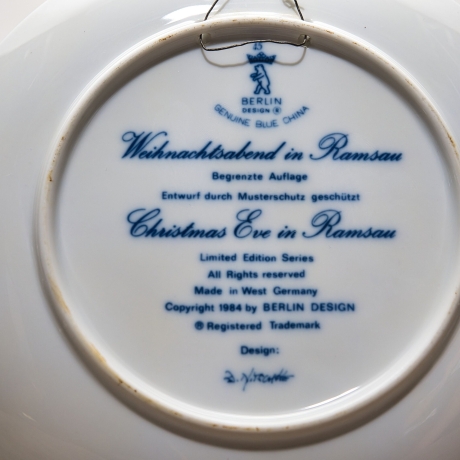 BERLIN
DESIGN ®
GENUINE BLUE CHINA
Weihnachtsabend in Ramsau
Begrenzte Auflage
Entwurf durch Musterschutz geschützt
Christmas Eve in Ramsau
Limited Edition Series
All Rights reserved
Made in West Germany
Copyright 1984 by BERLIN DESIGN
® Registered Trademark
Design: